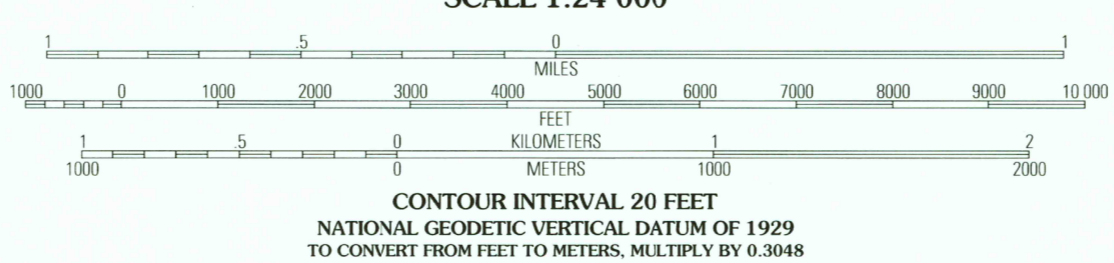 SCALE 1:24 000
1 .5 0 1
MILES
1000 0 1000 2000 3000 4000 5000 6000 7000 8000 9000 10 000
FEET
1 .5 0 KILOMETERS 1 2
1000 0 METERS 1000 2000
CONTOUR INTERVAL 20 FEET
NATIONAL GEODETIC VERTICAL DATUM OF 1929
TO CONVERT FROM FEET TO METERS, MULTIPLY BY 0.3048